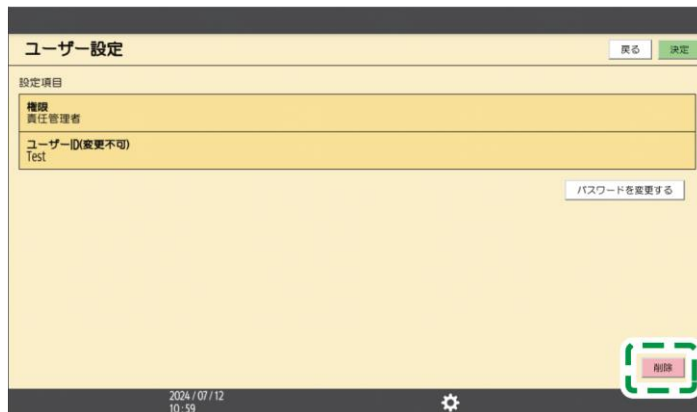 ユーザー設定
戻る
決定
設定項目
権限
責任管理者
ユーザーID(変更不可)
Test
パスワードを変更する
削除
2024 / 07 / 12
10 : 59